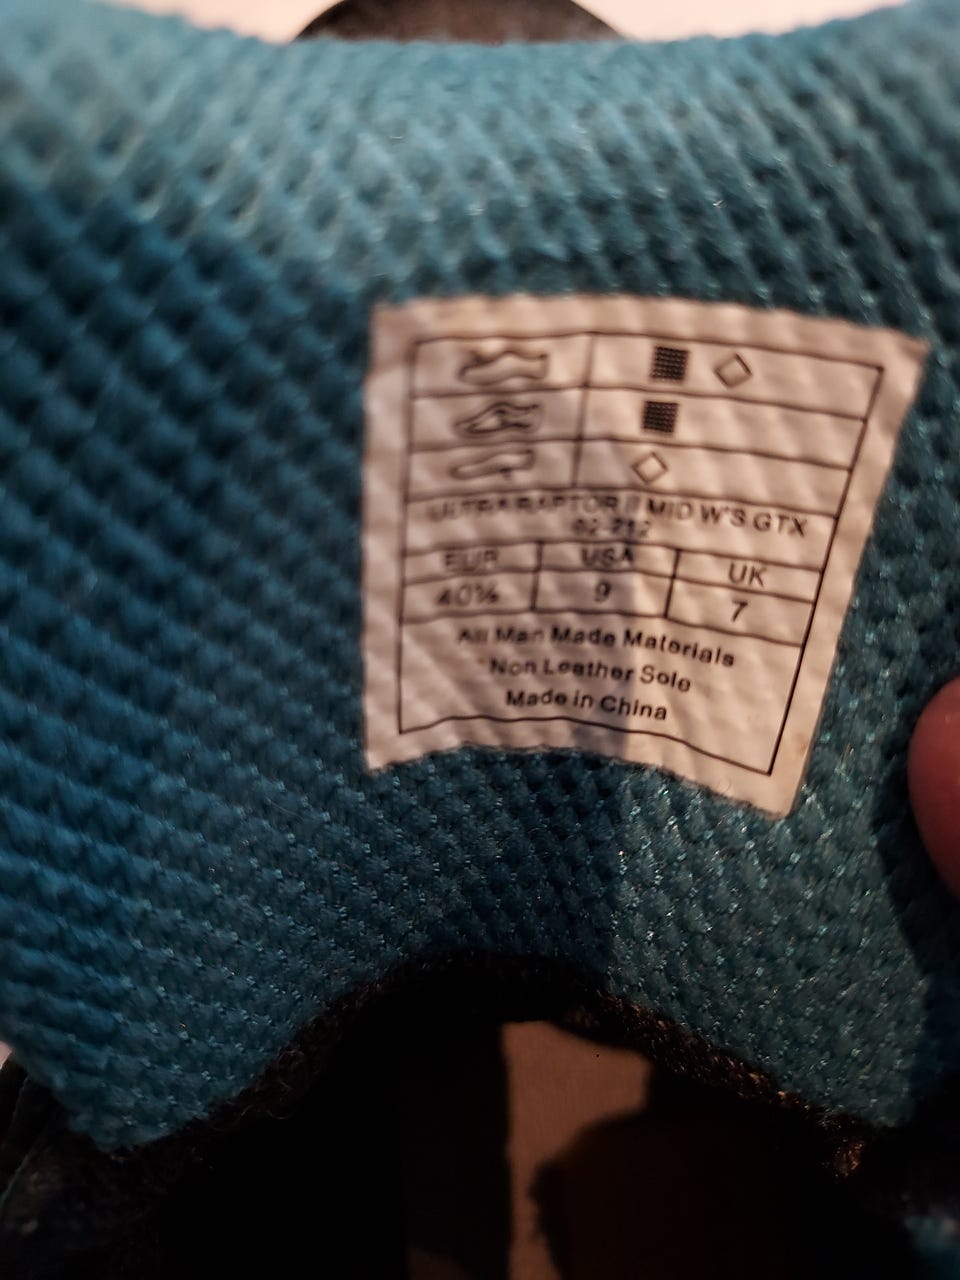 ULTRA RAPTOR II MID W'S GTX
EUR USA UK
40½ 9 7
All Man Made Materials
Non Leather Sole
Made in China